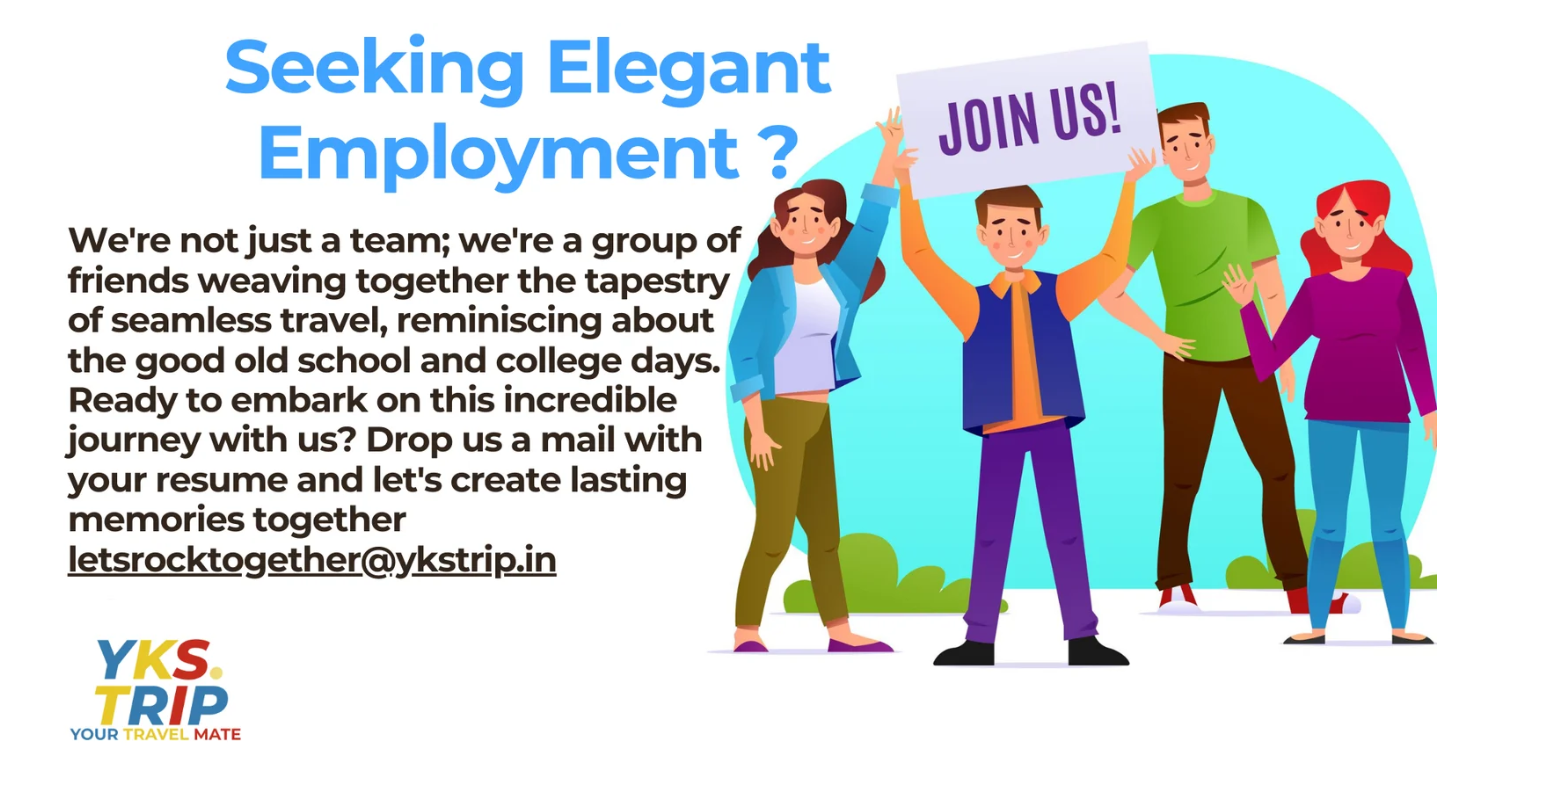 Seeking Elegant
Employment ?
JOIN US!
We're not just a team; we're a group of
friends weaving together the tapestry
of seamless travel, reminiscing about
the good old school and college days.
Ready to embark on this incredible
journey with us? Drop us a mail with
your resume and let's create lasting
memories together
letsrocktogether@ykstrip.in
YKS.
TRIP
YOUR TRAVEL MATE